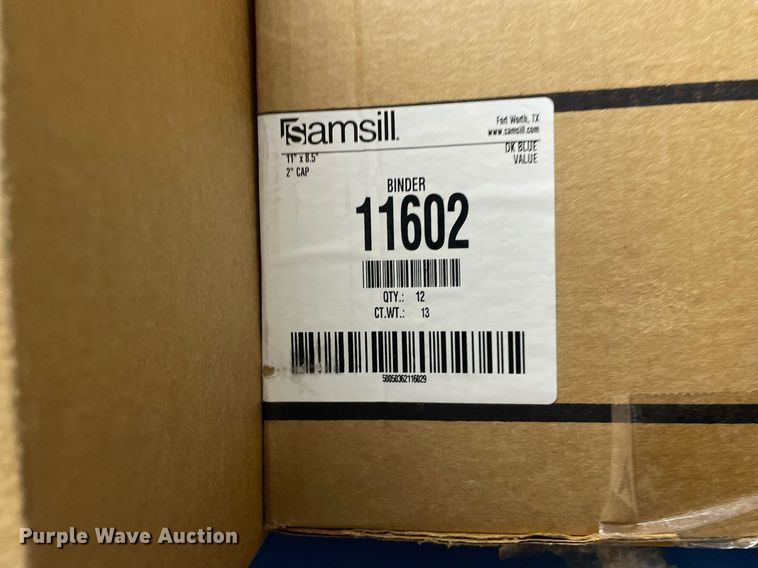 Samsill.
Fort Worth, TX
www.samsill.com
11" x 8.5"
DK BLUE
2" CAP
VALUE
BINDER
11602
QTY.: 12
CT.WT.: 13
50050362116029
Purple Wave Auction